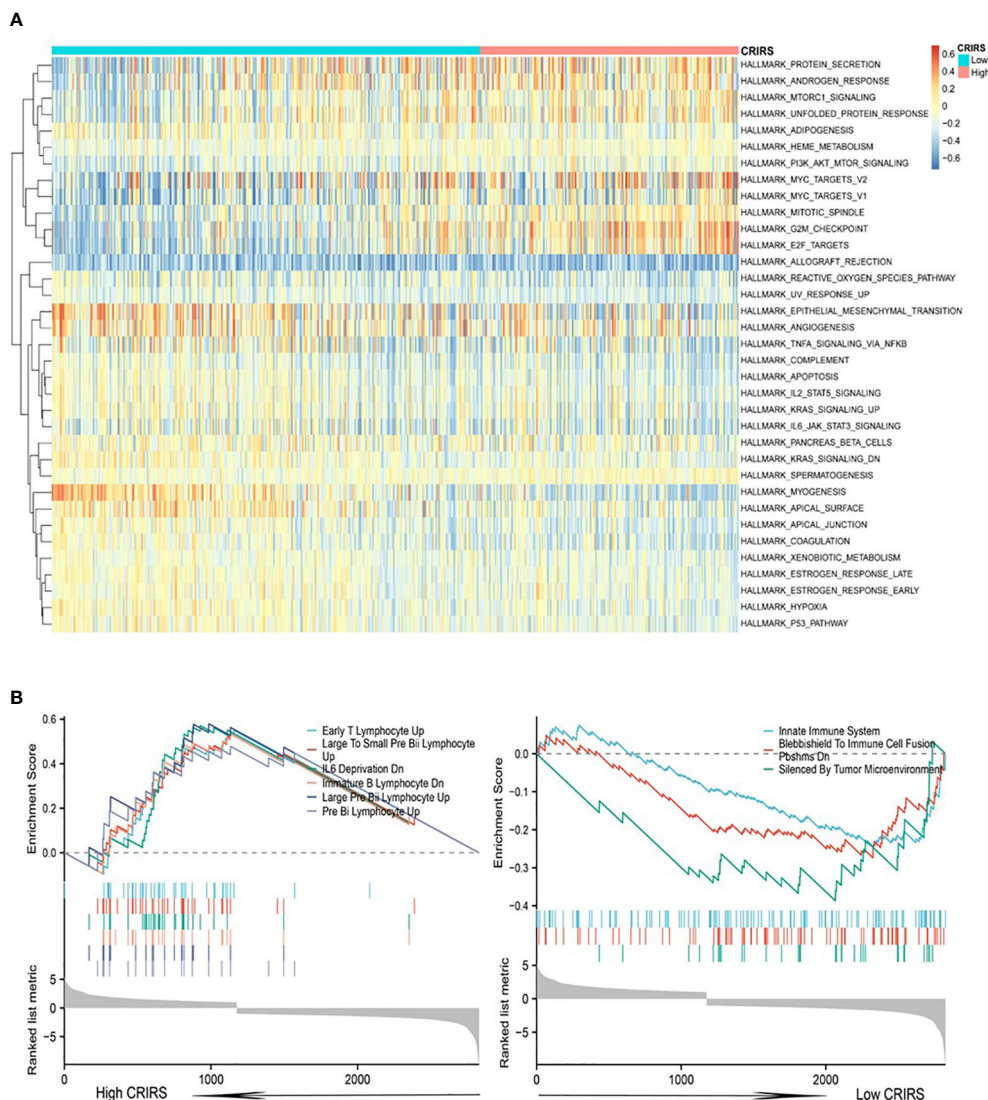 A
CRIRS
HALLMARK_PROTEIN_SECRETION
HALLMARK_ANDROGEN_RESPONSE
HALLMARK_MTORC1_SIGNALING
HALLMARK_UNFOLDED_PROTEIN_RESPONSE
HALLMARK_ADIPOGENESIS
HALLMARK_HEME_METABOLISM
HALLMARK_PI3K_AKT_MTOR_SIGNALING
HALLMARK_MYC_TARGETS_V2
HALLMARK_MYC_TARGETS_V1
HALLMARK_MITOTIC_SPINDLE
HALLMARK_G2M_CHECKPOINT
HALLMARK_E2F_TARGETS
HALLMARK_ALLOGRAFT_REJECTION
HALLMARK_REACTIVE_OXYGEN_SPECIES_PATHWAY
HALLMARK_UV_RESPONSE_UP
HALLMARK_EPITHELIAL_MESENCHYMAL_TRANSITION
HALLMARK_ANGIOGENESIS
HALLMARK_TNFA_SIGNALING_VIA_NFKB
HALLMARK_COMPLEMENT
HALLMARK_APOPTOSIS
HALLMARK_IL2_STAT5_SIGNALING
HALLMARK_KRAS_SIGNALING_UP
HALLMARK_IL6_JAK_STAT3_SIGNALING
HALLMARK_PANCREAS_BETA_CELLS
HALLMARK_KRAS_SIGNALING_DN
HALLMARK_SPERMATOGENESIS
HALLMARK_MYOGENESIS
HALLMARK_APICAL_SURFACE
HALLMARK_APICAL_JUNCTION
HALLMARK_COAGULATION
HALLMARK_XENOBIOTIC_METABOLISM
HALLMARK_ESTROGEN_RESPONSE_LATE
HALLMARK_ESTROGEN_RESPONSE_EARLY
HALLMARK_HYPOXIA
HALLMARK_P53_PATHWAY
0.6
0.4
0.2
0
−0.2
−0.4
−0.6
CRIRS
Low
High
B
Enrichment Score
0.6
0.4
0.2
0.0
Early T Lymphocyte Up
Large To Small Pre Bii Lymphocyte
Up
IL6 Deprivation Dn
Immature B Lymphocyte Dn
Large Pre Bii Lymphocyte Up
Pre Bi Lymphocyte Up
Ranked list metric
5
0
−5
0
1000
2000
High CRIRS
Enrichment Score
0.0
−0.1
−0.2
−0.3
−0.4
Innate Immune System
Blebbishield To Immune Cell Fusion
Pbshms Dn
Silenced By Tumor Microenvironment
Ranked list metric
5
0
−5
0
1000
2000
Low CRIRS